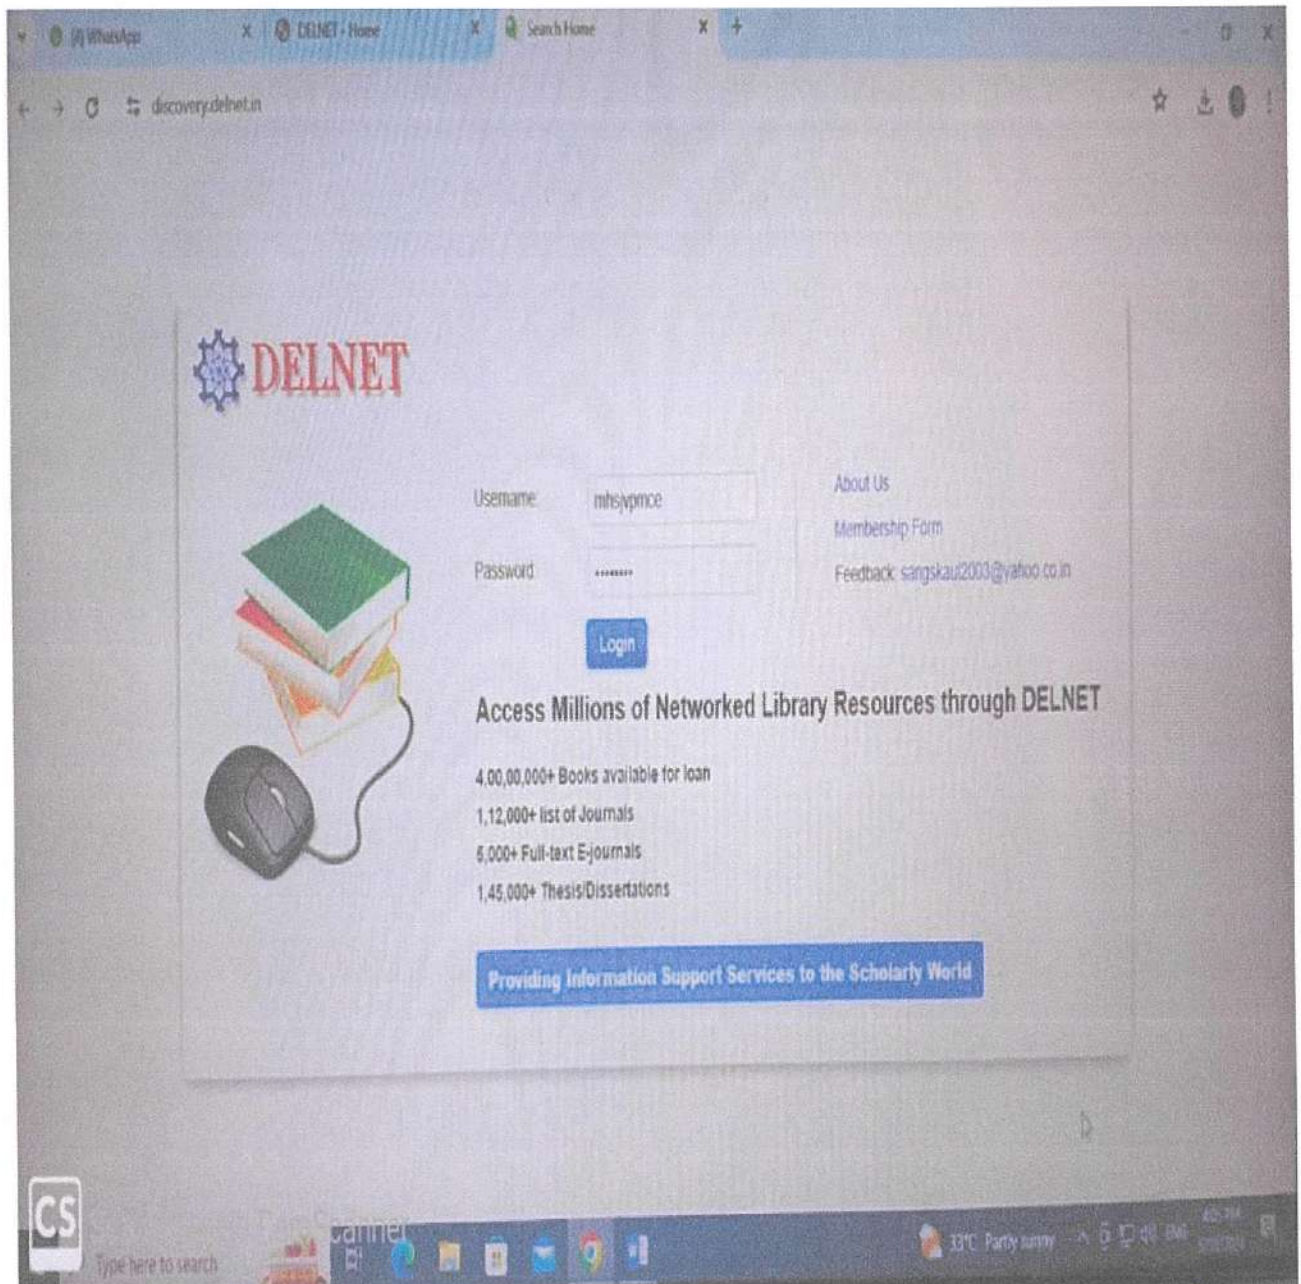 WhatsApp X DELNET - Home X Search Home X +
discovery.delnet.in
DELNET
Username: mhsjvpmce
Password ••••••••
Login
About Us
Membership Form
Feedback: sangskaul2003@yahoo.co.in
Access Millions of Networked Library Resources through DELNET
4,00,00,000+ Books available for loan
1,12,000+ list of Journals
5,000+ Full-text E-journals
1,45,000+ Thesis/Dissertations
Providing Information Support Services to the Scholarly World
CS
Type here to search
33°C Partly sunny